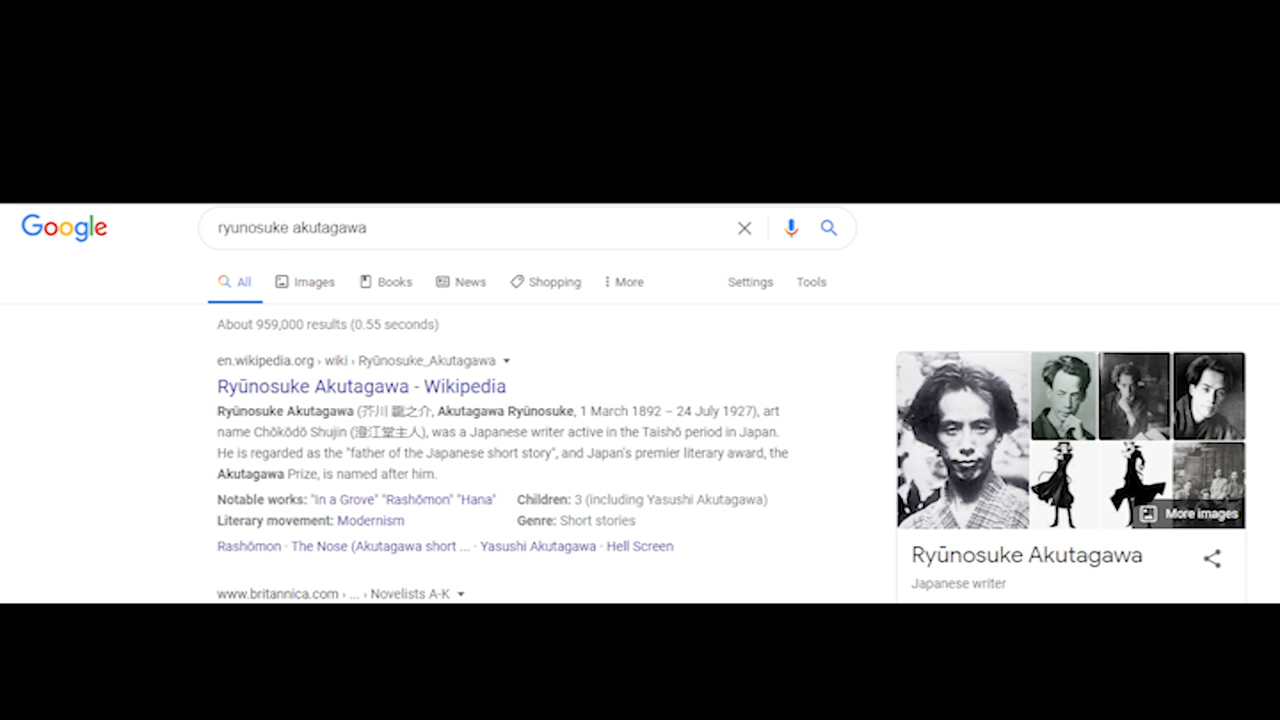 Google
ryunosuke akutagawa
All Images Books News Shopping More Settings Tools
About 959,000 results (0.55 seconds)
en.wikipedia.org › wiki › Ryūnosuke_Akutagawa
Ryūnosuke Akutagawa - Wikipedia
Ryūnosuke Akutagawa (芥川 龍之介, Akutagawa Ryūnosuke, 1 March 1892 – 24 July 1927), art
name Chōkōdō Shujin (澄江堂主人), was a Japanese writer active in the Taishō period in Japan.
He is regarded as the "father of the Japanese short story", and Japan's premier literary award, the
Akutagawa Prize, is named after him.
Notable works: "In a Grove" "Rashōmon" "Hana" Children: 3 (including Yasushi Akutagawa)
Literary movement: Modernism Genre: Short stories
Rashōmon · The Nose (Akutagawa short ... · Yasushi Akutagawa · Hell Screen
www.britannica.com › ... › Novelists A-K
More images
Ryūnosuke Akutagawa
Japanese writer